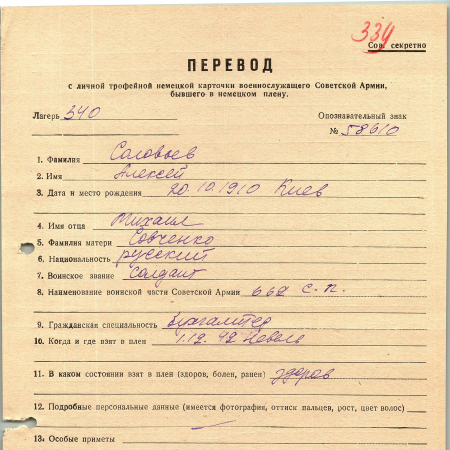 334
Сов. секретно
ПЕРЕВОД
с личной трофейной немецкой карточки военнослужащего Советской Армии,
бывшего в немецком плену.
Лагерь 340 Опознавательный знак
№ 58610
1. Фамилия Соловьев
2. Имя Алексей
3. Дата и место рождения 20.10.1910 Киев
4. Имя отца Михаил
5. Фамилия матери Совченко
6. Национальность русский
7. Воинское звание Солдат
8. Наименование воинской части Советской Армии 662 с.п.
9. Гражданская специальность бухгалтер
10. Когда и где взят в плен 1.12.42 Невель
11. В каком состоянии взят в плен (здоров, болен, ранен) здоров
12. Подробные персональные данные (имеется фотография, оттиск пальцев, рост, цвет волос)
13. Особые приметы